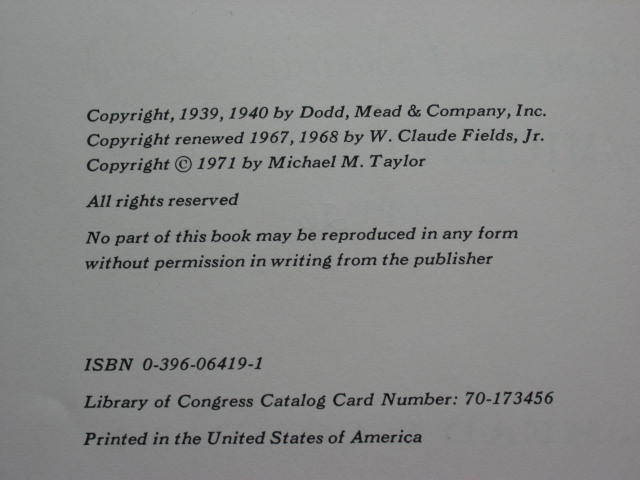 Copyright, 1939, 1940 by Dodd, Mead & Company, Inc.
Copyright renewed 1967, 1968 by W. Claude Fields, Jr.
Copyright © 1971 by Michael M. Taylor
All rights reserved
No part of this book may be reproduced in any form
without permission in writing from the publisher
ISBN 0-396-06419-1
Library of Congress Catalog Card Number: 70-173456
Printed in the United States of America